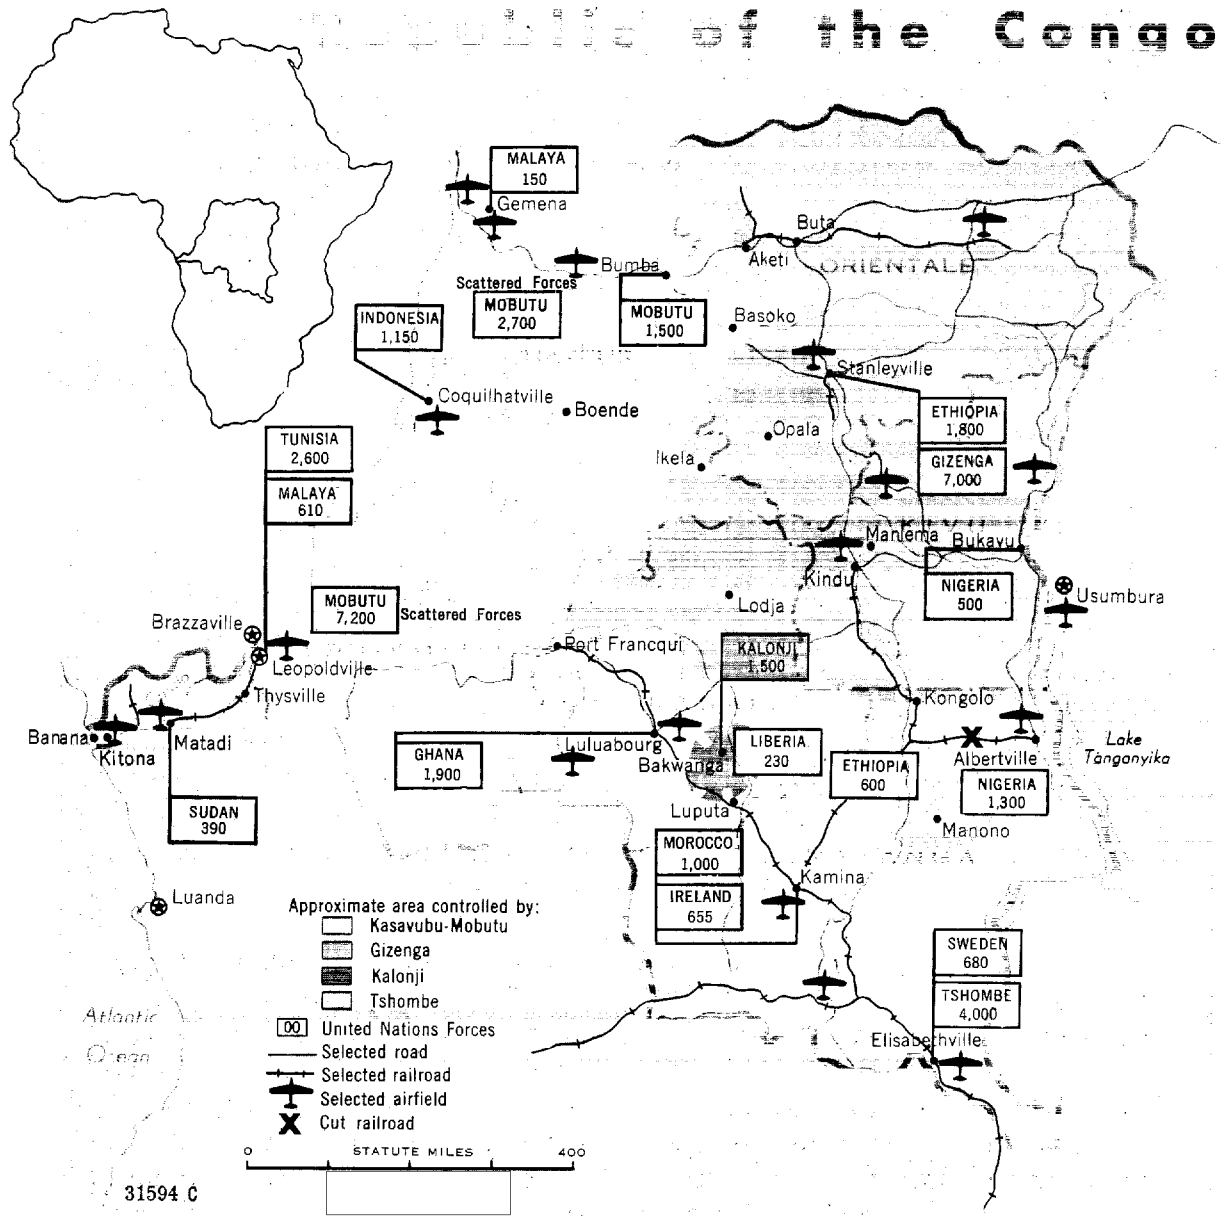 Republic of the Congo
MALAYA
150
Gemena
Buta
Aketi
ORIENTALE
Bumba
Scattered Forces
MOBUTU
2,700
MOBUTU
1,500
INDONESIA
1,150
Basoko
Stanleyville
Coquilhatville
Boende
ETHIOPIA
1,800
GIZENGA
7,000
Opala
Ikela
TUNISIA
2,600
MALAYA
610
Maniema
Bukavu
Kindu
NIGERIA
500
Usumbura
MOBUTU
7,200
Scattered Forces
Lodja
Brazzaville
Leopoldville
Thysville
Port Francqui
KALONJI
1,500
Kongolo
Banana
Kitona
Matadi
Luluabourg
GHANA
1,900
Bakwanga
LIBERIA
230
ETHIOPIA
600
Albertville
Lake
Tanganyika
NIGERIA
1,300
SUDAN
390
Luputa
Manono
MOROCCO
1,000
IRELAND
655
Kamina
Luanda
SWEDEN
680
TSHOMBE
4,000
Elisabethville
Atlantic
Ocean
Approximate area controlled by:
Kasavubu-Mobutu
Gizenga
Kalonji
Tshombe
00 United Nations Forces
Selected road
Selected railroad
Selected airfield
Cut railroad
0 STATUTE MILES 400
31594 C